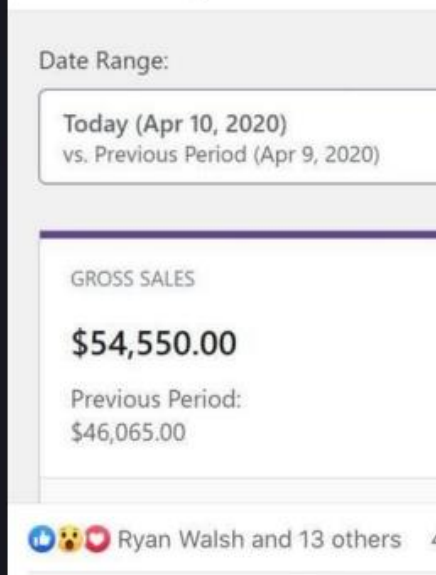 Date Range:
Today (Apr 10, 2020)
vs. Previous Period (Apr 9, 2020)
GROSS SALES
$54,550.00
Previous Period:
$46,065.00
Ryan Walsh and 13 others